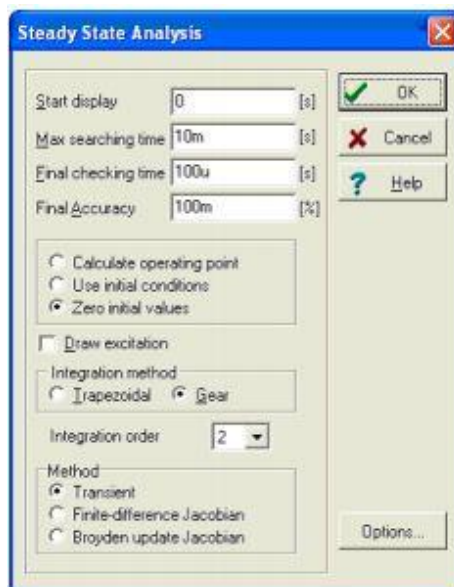 Steady State Analysis
Start display 0 [s]
Max searching time 10m [s]
Final checking time 100u [s]
Final Accuracy 100m [%]
Calculate operating point
Use initial conditions
Zero initial values
Draw excitation
Integration method
Trapezoidal Gear
Integration order 2
Method
Transient
Finite-difference Jacobian
Broyden update Jacobian
OK
Cancel
? Help
Options...